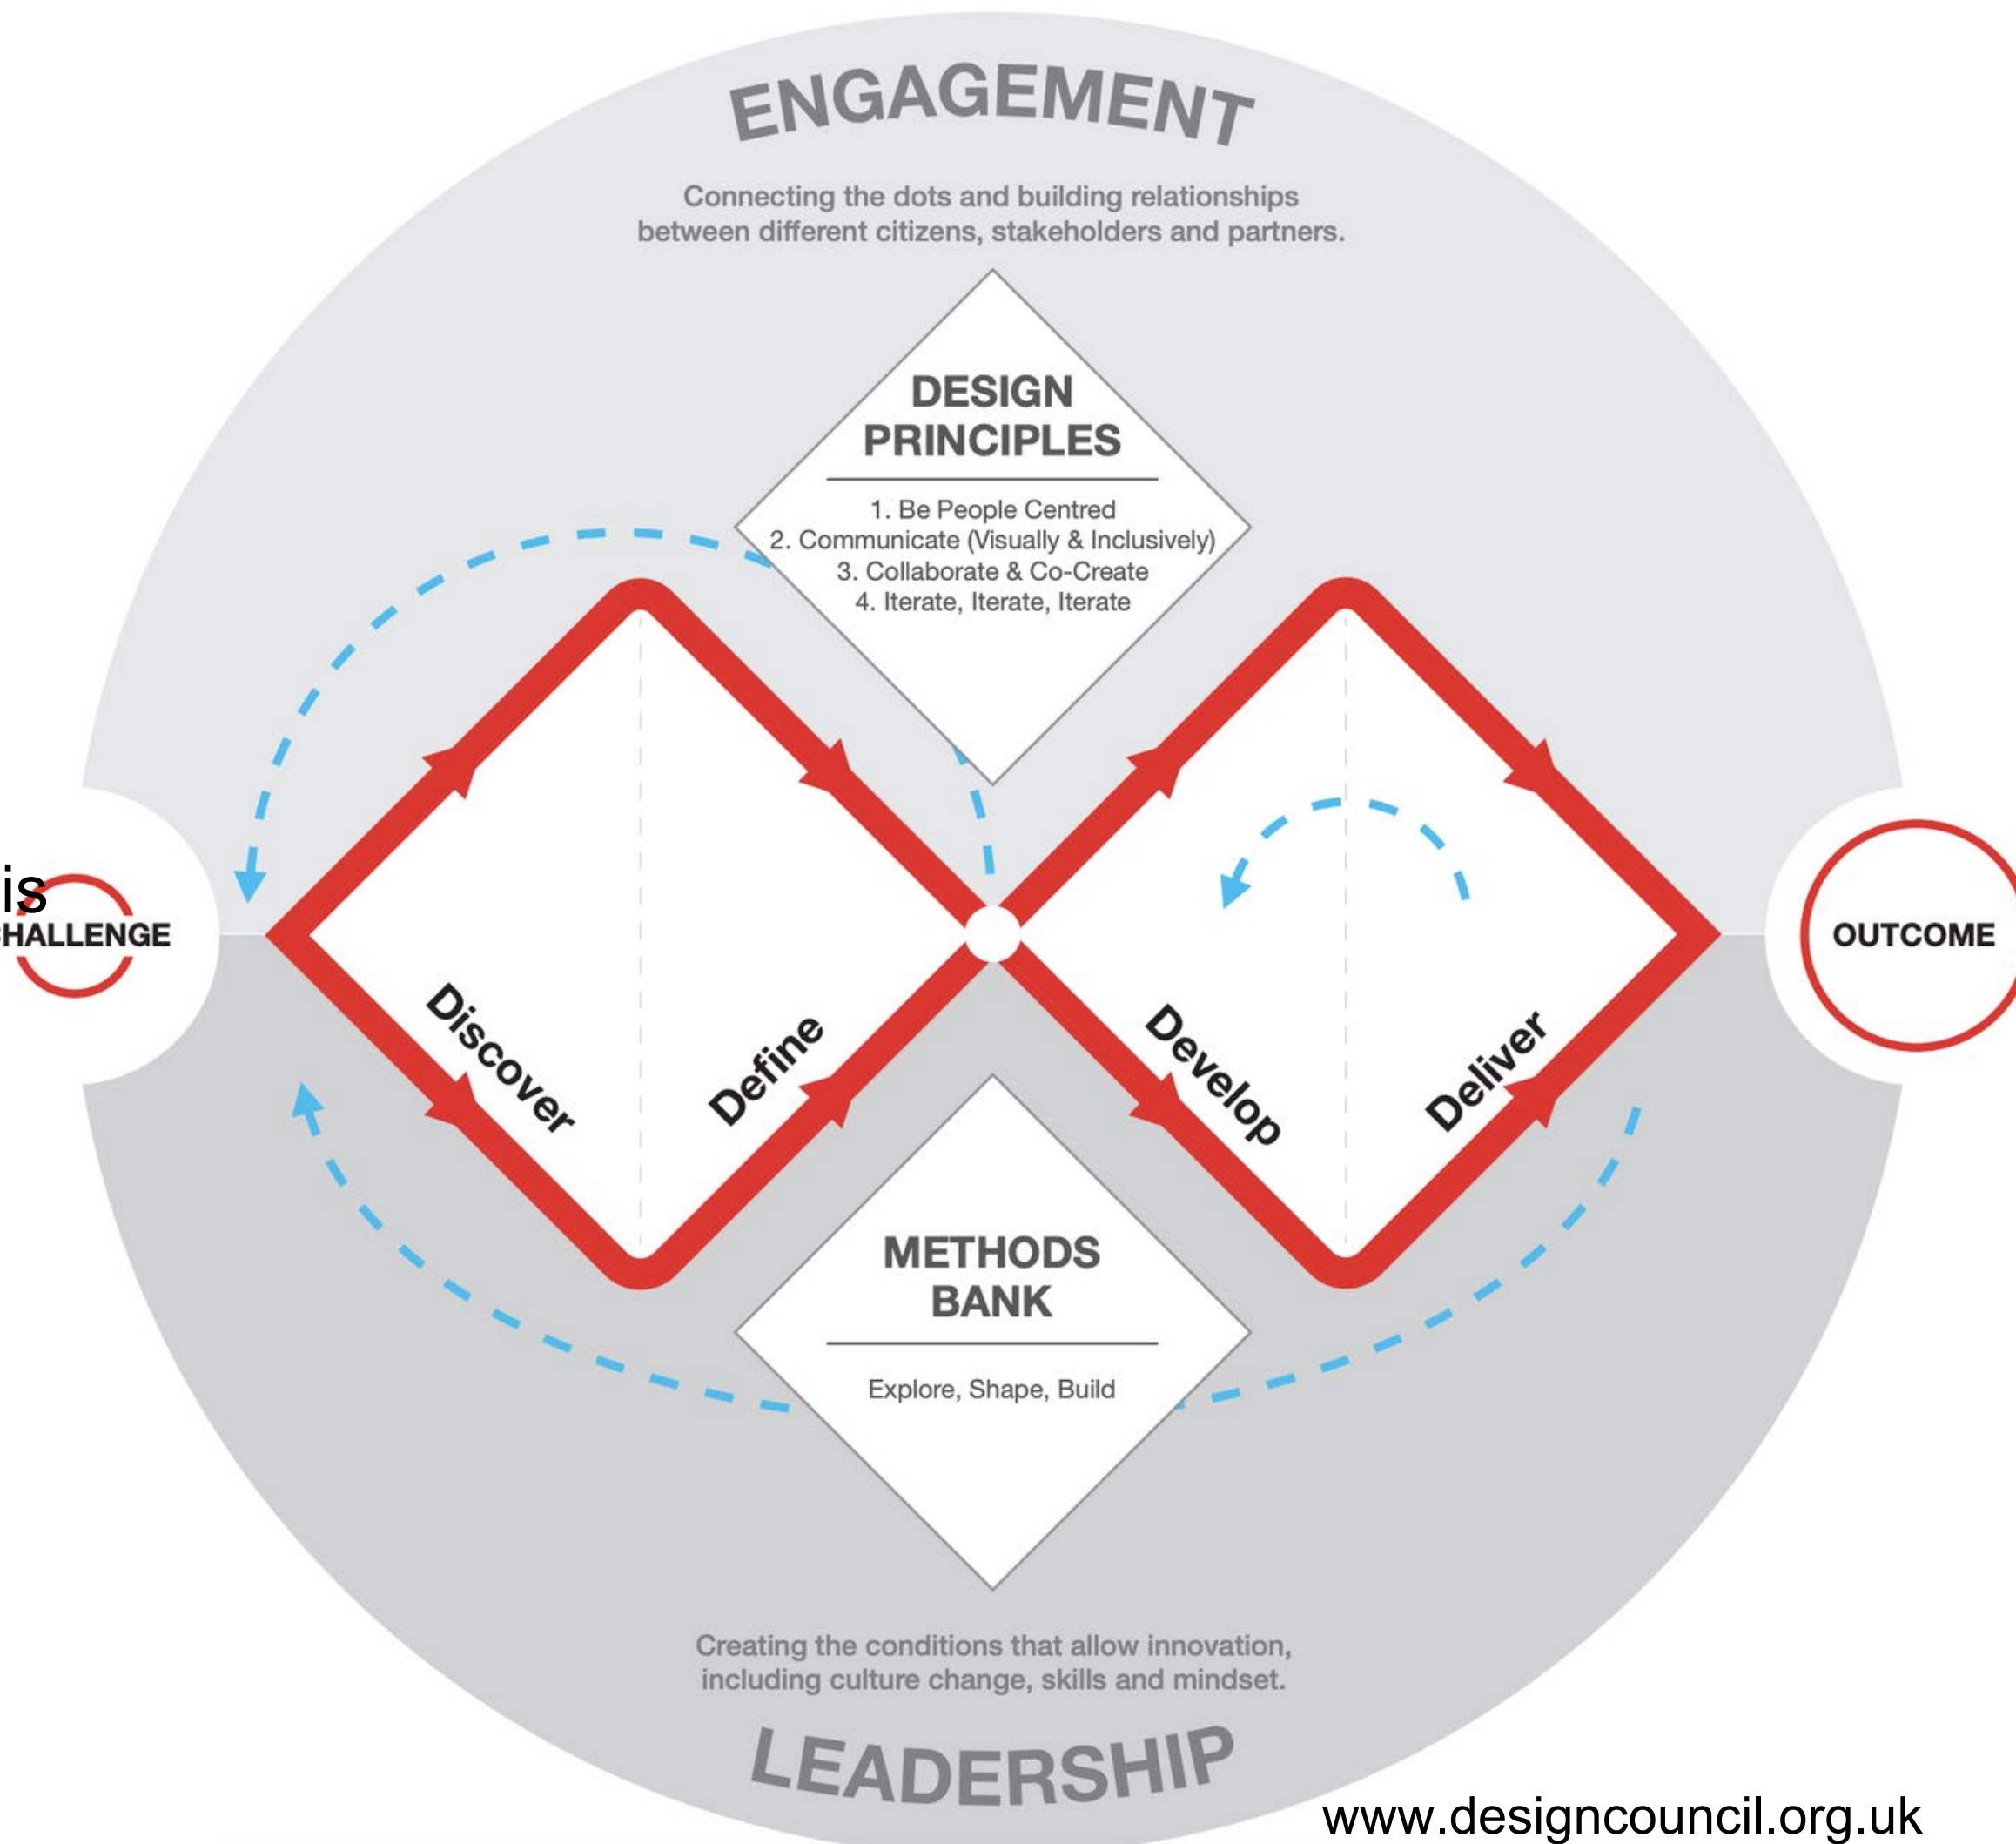 ENGAGEMENT
Connecting the dots and building relationships
between different citizens, stakeholders and partners.
DESIGN
PRINCIPLES
1. Be People Centred
2. Communicate (Visually & Inclusively)
3. Collaborate & Co-Create
4. Iterate, Iterate, Iterate
is
HALLENGE
OUTCOME
Discover
Define
Develop
Deliver
METHODS
BANK
Explore, Shape, Build
Creating the conditions that allow innovation,
including culture change, skills and mindset.
LEADERSHIP
www.designcouncil.org.uk